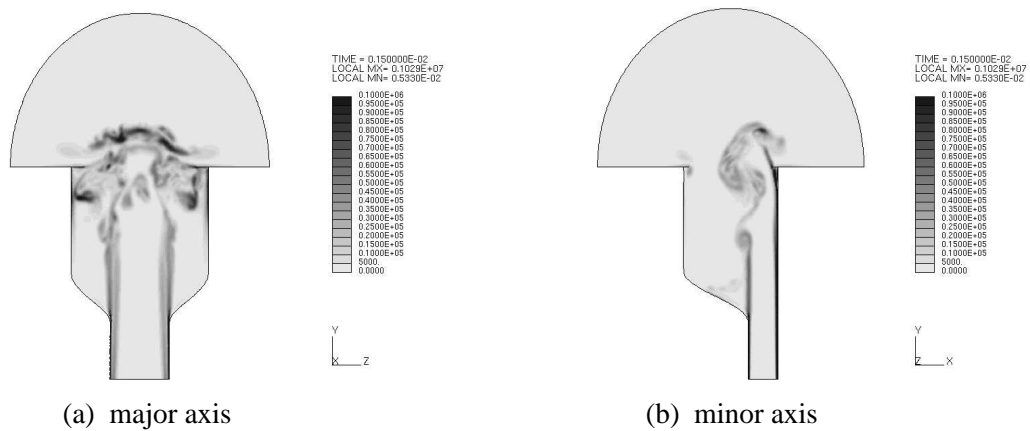 TIME = 0.150000E-02
LOCAL MX= 0.1029E+07
LOCAL MN= 0.5330E-02
0.1000E+06
0.9500E+05
0.9000E+05
0.8500E+05
0.8000E+05
0.7500E+05
0.7000E+05
0.6500E+05
0.6000E+05
0.5500E+05
0.5000E+05
0.4500E+05
0.4000E+05
0.3500E+05
0.3000E+05
0.2500E+05
0.2000E+05
0.1500E+05
0.1000E+05
5000.
0.0000
Y
X Z
(a) major axis
TIME = 0.150000E-02
LOCAL MX= 0.1029E+07
LOCAL MN= 0.5330E-02
0.1000E+06
0.9500E+05
0.9000E+05
0.8500E+05
0.8000E+05
0.7500E+05
0.7000E+05
0.6500E+05
0.6000E+05
0.5500E+05
0.5000E+05
0.4500E+05
0.4000E+05
0.3500E+05
0.3000E+05
0.2500E+05
0.2000E+05
0.1500E+05
0.1000E+05
5000.
0.0000
Y
Z X
(b) minor axis